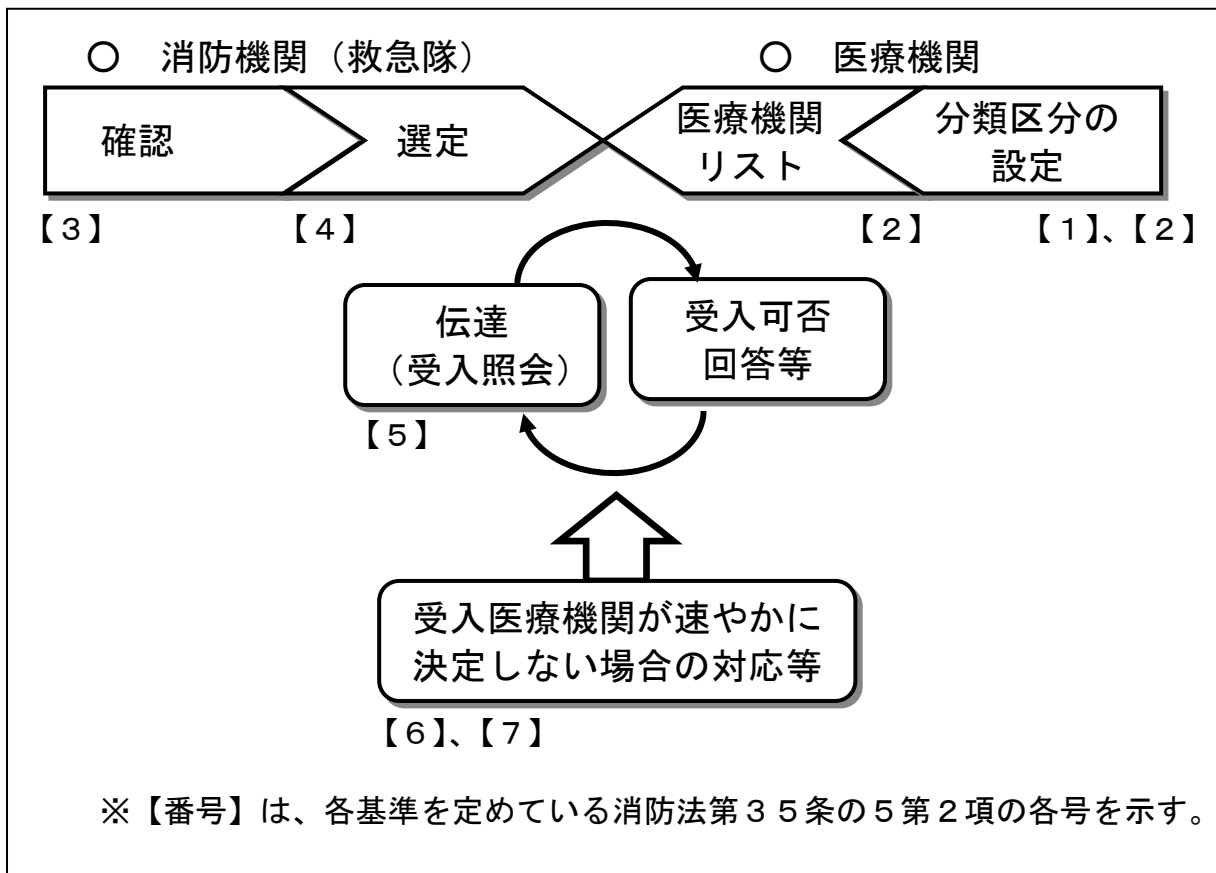 ○ 消防機関（救急隊）
○ 医療機関
確認
選定
医療機関
リスト
分類区分の
設定
【３】
【４】
【２】
【１】、【２】
伝達
（受入照会）
受入可否
回答等
【５】
受入医療機関が速やかに
決定しない場合の対応等
【６】、【７】
※【番号】は、各基準を定めている消防法第３５条の５第２項の各号を示す。